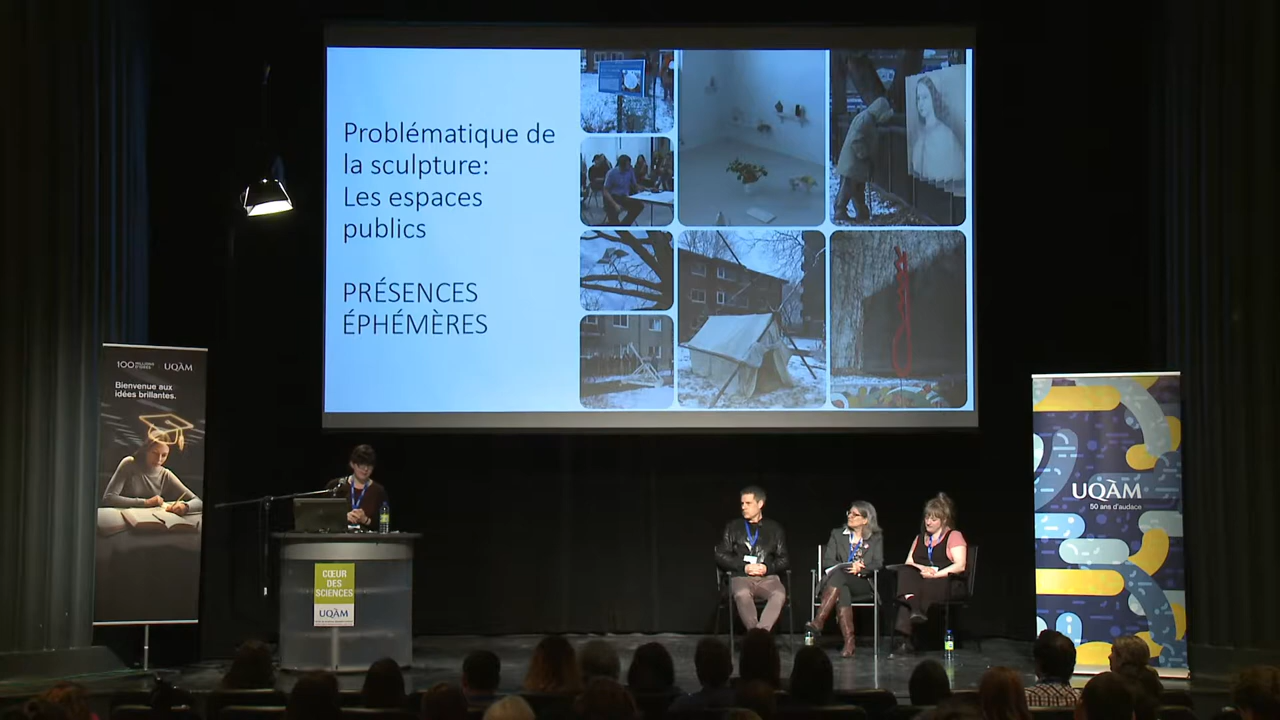 Problématique de
la sculpture:
Les espaces
publics
PRÉSENCES
ÉPHÉMÈRES
100 UQÀM
Bienvenue aux
idées brillantes.
CŒUR
DES
SCIENCES
UQÀM
UQÀM
50 ans d'audace